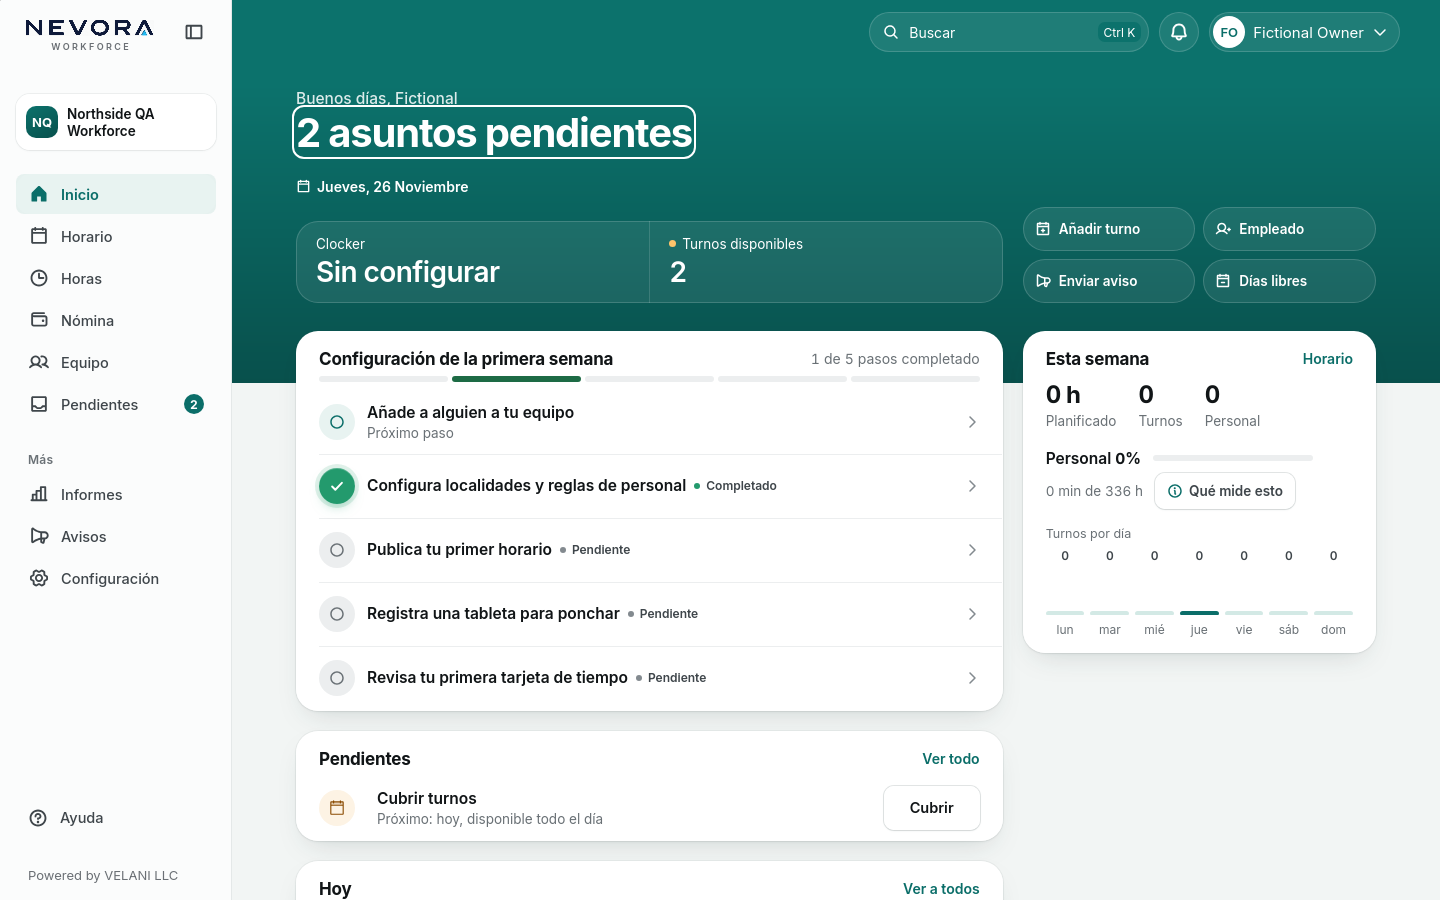 NEVORA
WORKFORCE
Buscar
Ctrl K
FO
Fictional Owner
NQ
Northside QA
Workforce
Inicio
Horario
Horas
Nómina
Equipo
Pendientes
2
Más
Informes
Avisos
Configuración
Ayuda
Powered by VELANI LLC
Buenos días, Fictional
2 asuntos pendientes
Jueves, 26 Noviembre
Clocker
Sin configurar
Turnos disponibles
2
Añadir turno
Empleado
Enviar aviso
Días libres
Configuración de la primera semana
1 de 5 pasos completado
Añade a alguien a tu equipo
Próximo paso
Configura localidades y reglas de personal
Completado
Publica tu primer horario
Pendiente
Registra una tableta para ponchar
Pendiente
Revisa tu primera tarjeta de tiempo
Pendiente
Pendientes
Ver todo
Cubrir turnos
Próximo: hoy, disponible todo el día
Cubrir
Hoy
Ver a todos
Esta semana
Horario
0 h
Planificado
0
Turnos
0
Personal
Personal 0%
0 min de 336 h
Qué mide esto
Turnos por día
0 0 0 0 0 0 0
lun mar mié jue vie sáb dom